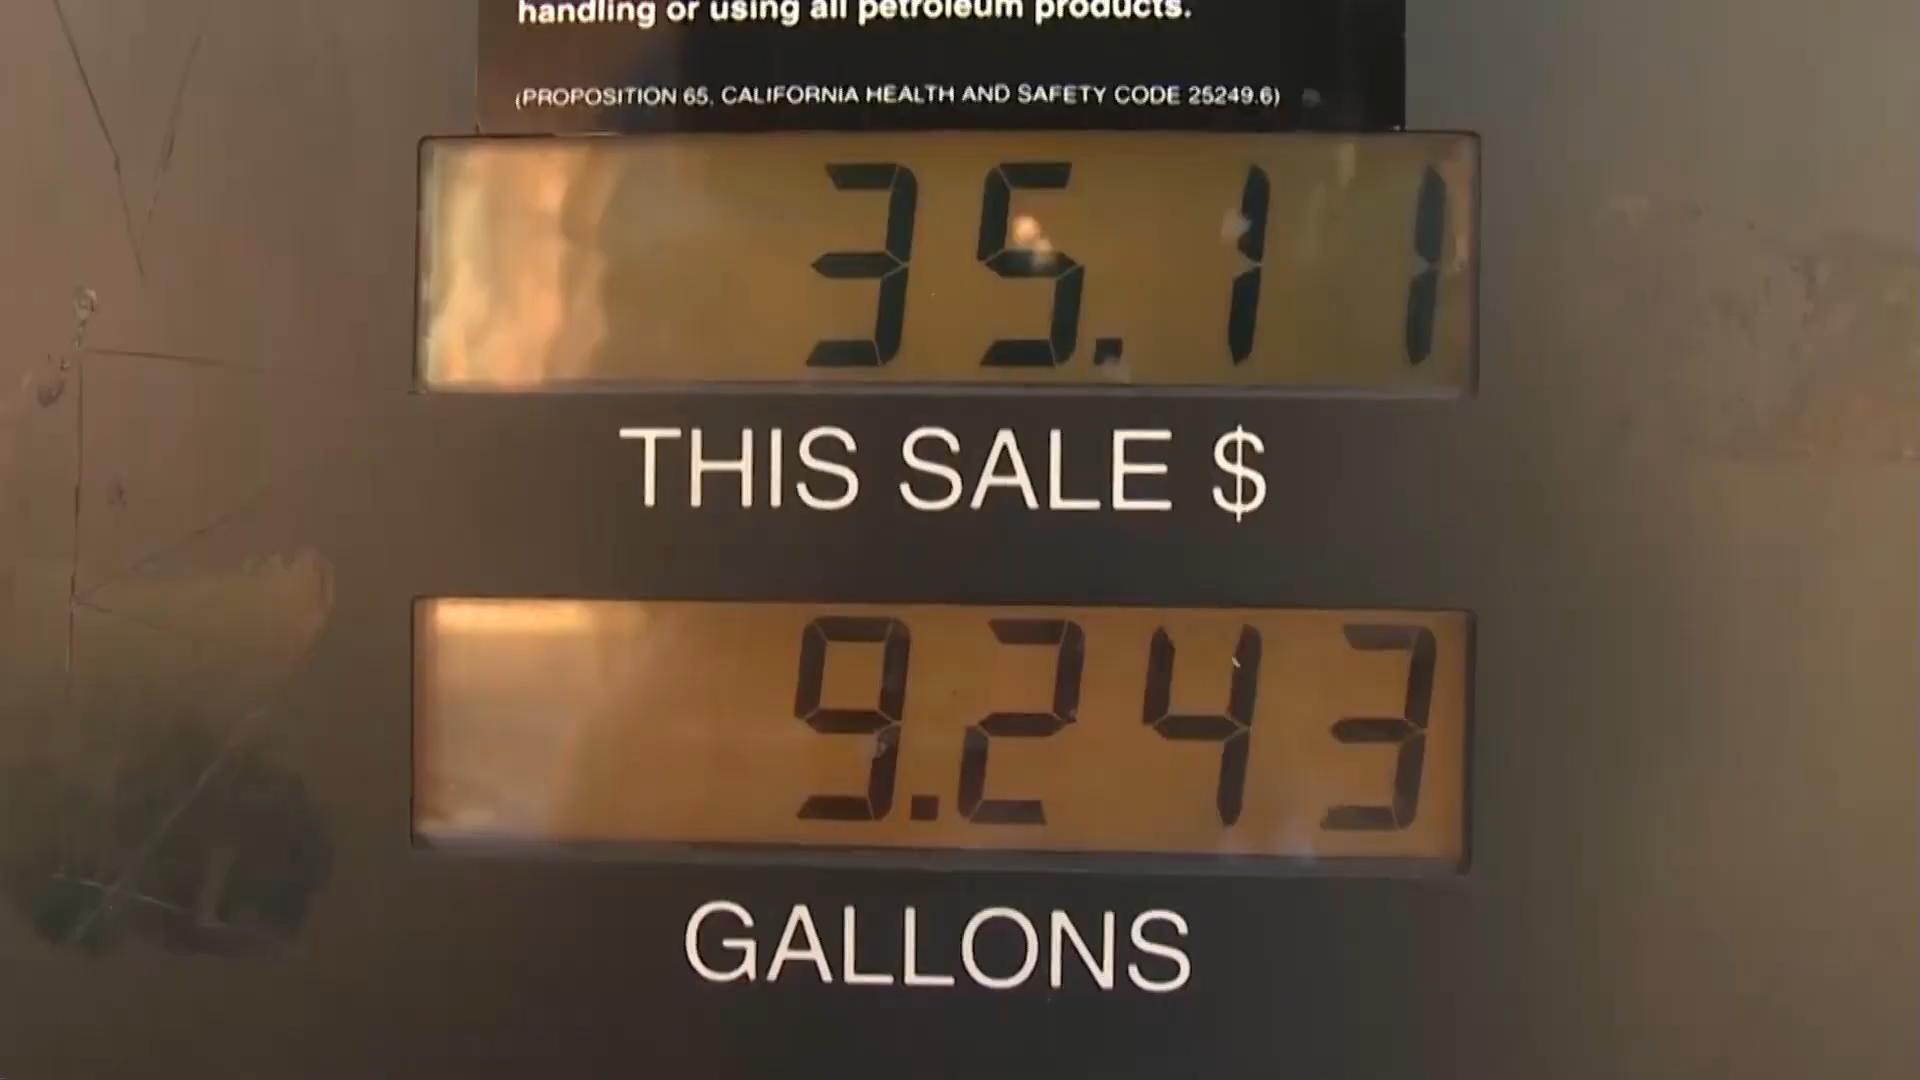 handling or using all petroleum products.
(PROPOSITION 65, CALIFORNIA HEALTH AND SAFETY CODE 25249.6)
35.11
THIS SALE $
9.243
GALLONS